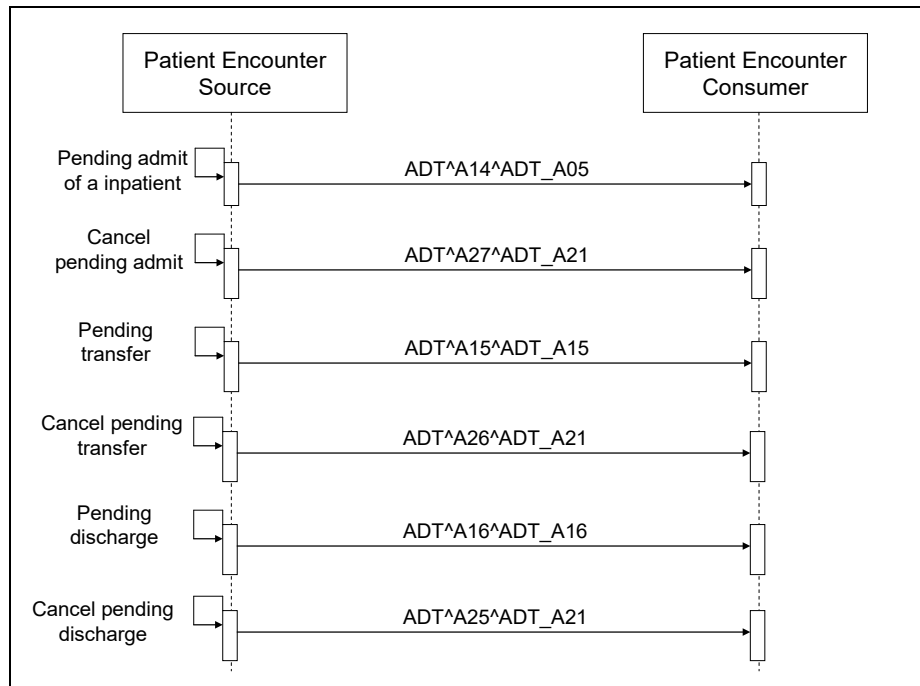 Patient Encounter
Source
Patient Encounter
Consumer
Pending admit
of a inpatient
ADT^A14^ADT_A05
Cancel
pending admit
ADT^A27^ADT_A21
Pending
transfer
ADT^A15^ADT_A15
Cancel pending
transfer
ADT^A26^ADT_A21
Pending
discharge
ADT^A16^ADT_A16
Cancel pending
discharge
ADT^A25^ADT_A21